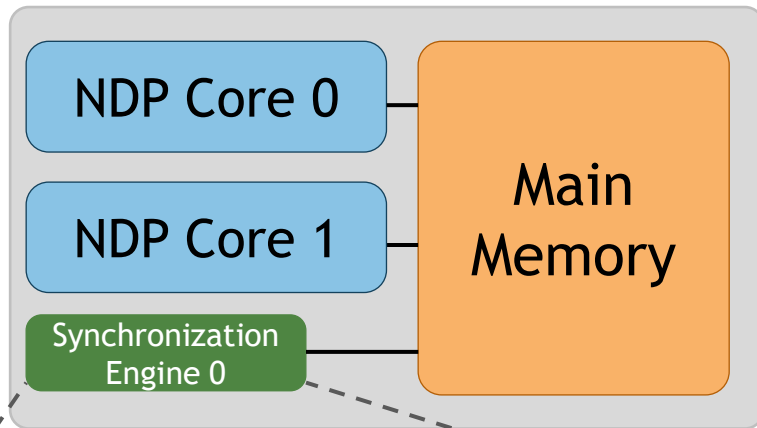 NDP Core 0
NDP Core 1
Synchronization
Engine 0
Main
Memory